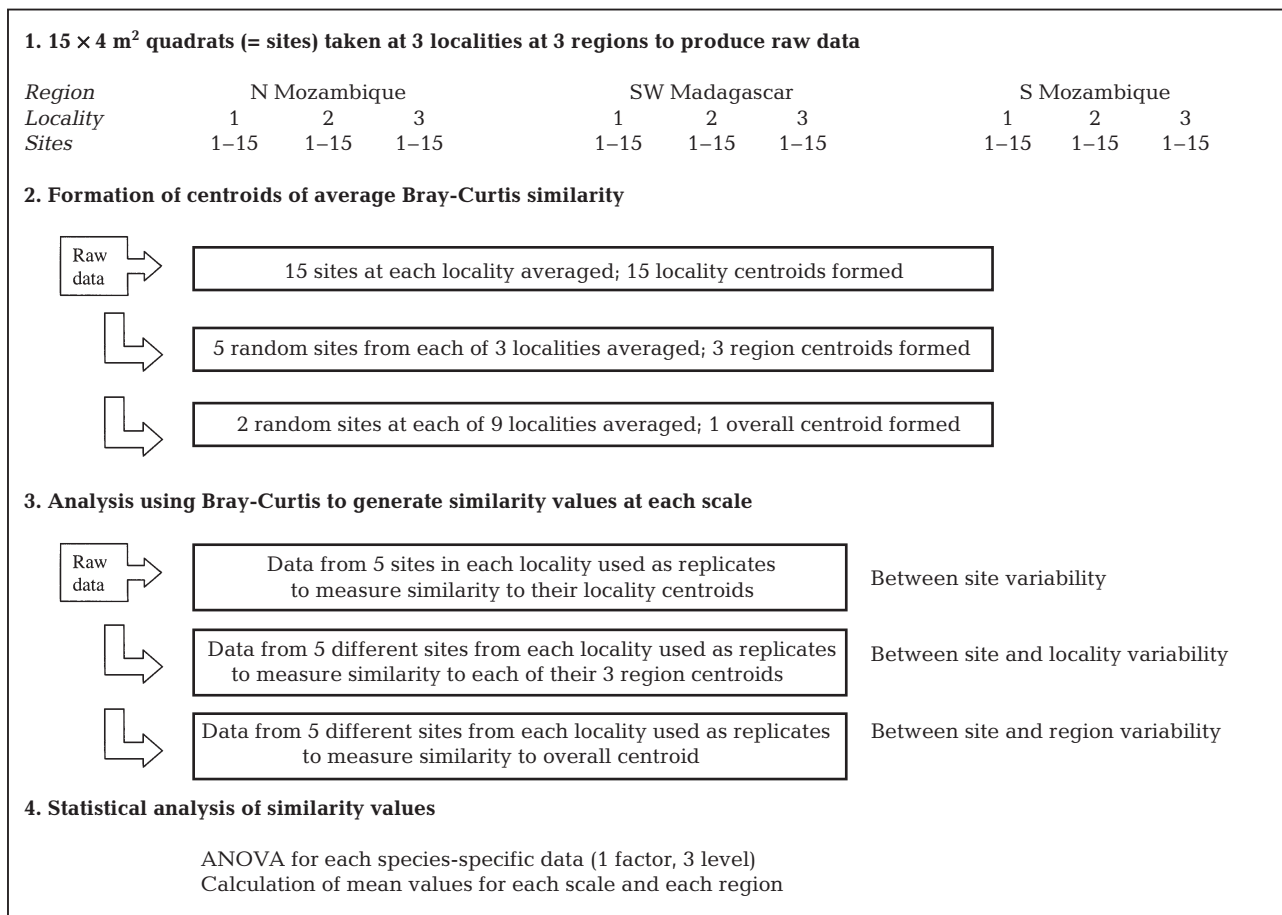 1. 15 × 4 m² quadrats (= sites) taken at 3 localities at 3 regions to produce raw data
Region N Mozambique SW Madagascar S Mozambique
Locality 1 2 3 1 2 3 1 2 3
Sites 1–15 1–15 1–15 1–15 1–15 1–15 1–15 1–15 1–15
2. Formation of centroids of average Bray-Curtis similarity
Raw
data
15 sites at each locality averaged; 15 locality centroids formed
5 random sites from each of 3 localities averaged; 3 region centroids formed
2 random sites at each of 9 localities averaged; 1 overall centroid formed
3. Analysis using Bray-Curtis to generate similarity values at each scale
Raw
data
Data from 5 sites in each locality used as replicates
to measure similarity to their locality centroids
Between site variability
Data from 5 different sites from each locality used as replicates
to measure similarity to each of their 3 region centroids
Between site and locality variability
Data from 5 different sites from each locality used as replicates
to measure similarity to overall centroid
Between site and region variability
4. Statistical analysis of similarity values
ANOVA for each species-specific data (1 factor, 3 level)
Calculation of mean values for each scale and each region